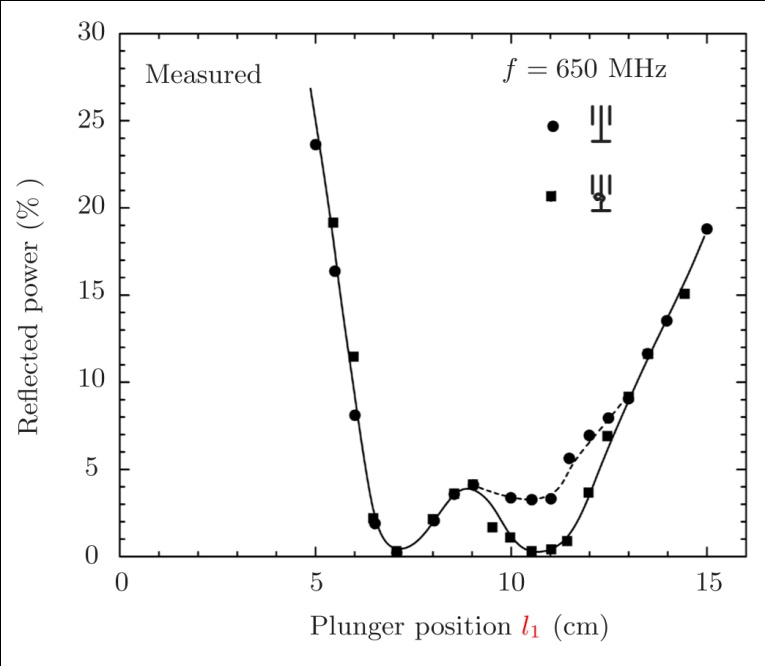 30
25
20
15
10
5
0
Reflected power (% )
Measured
f = 650 MHz
0 5 10 15
Plunger position l₁ (cm)